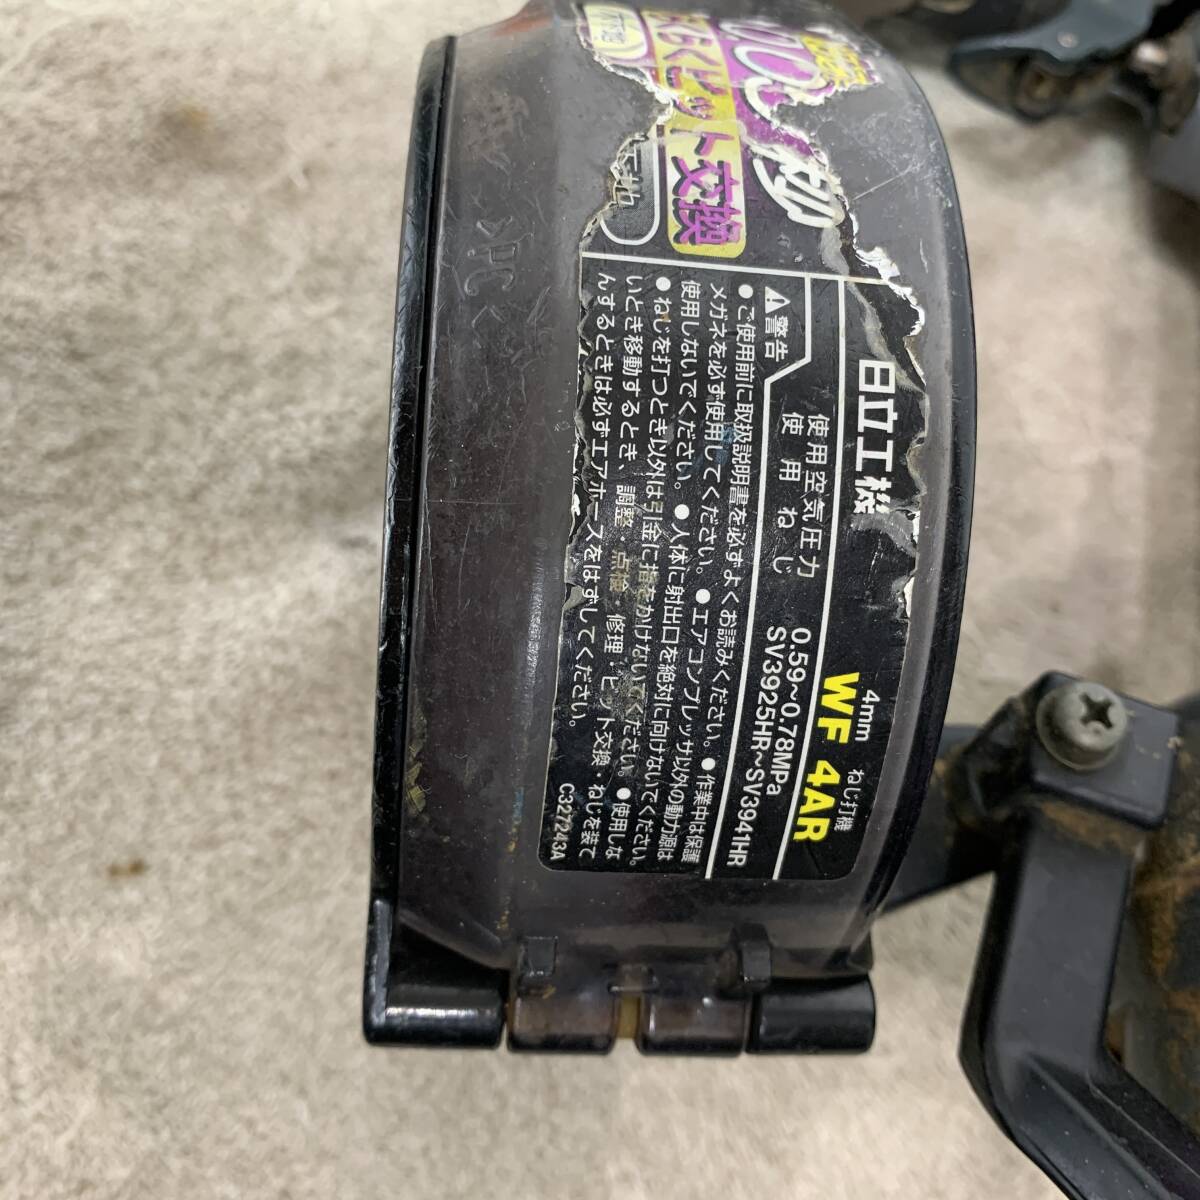 秒
ビット交換
日立工機
4mm ねじ打機
WF 4AR
使用空気圧力 0.59~0.78MPa
使用ねじ SV3925HR~SV3941HR
⚠警告
●ご使用前に取扱説明書を必ずよくお読みください。●作業中は保護
メガネを必ず使用してください。●エアコンプレッサ以外の動力源は
使用しないでください。●人体に射出口を絶対に向けないでください。
●ねじを打つとき以外は引金に指をかけないでください。●使用しな
いとき移動するとき、調整・点検・修理・ビット交換・ねじを装て
んするときは必ずエアホースをはずしてください。
C327243A
>PC<